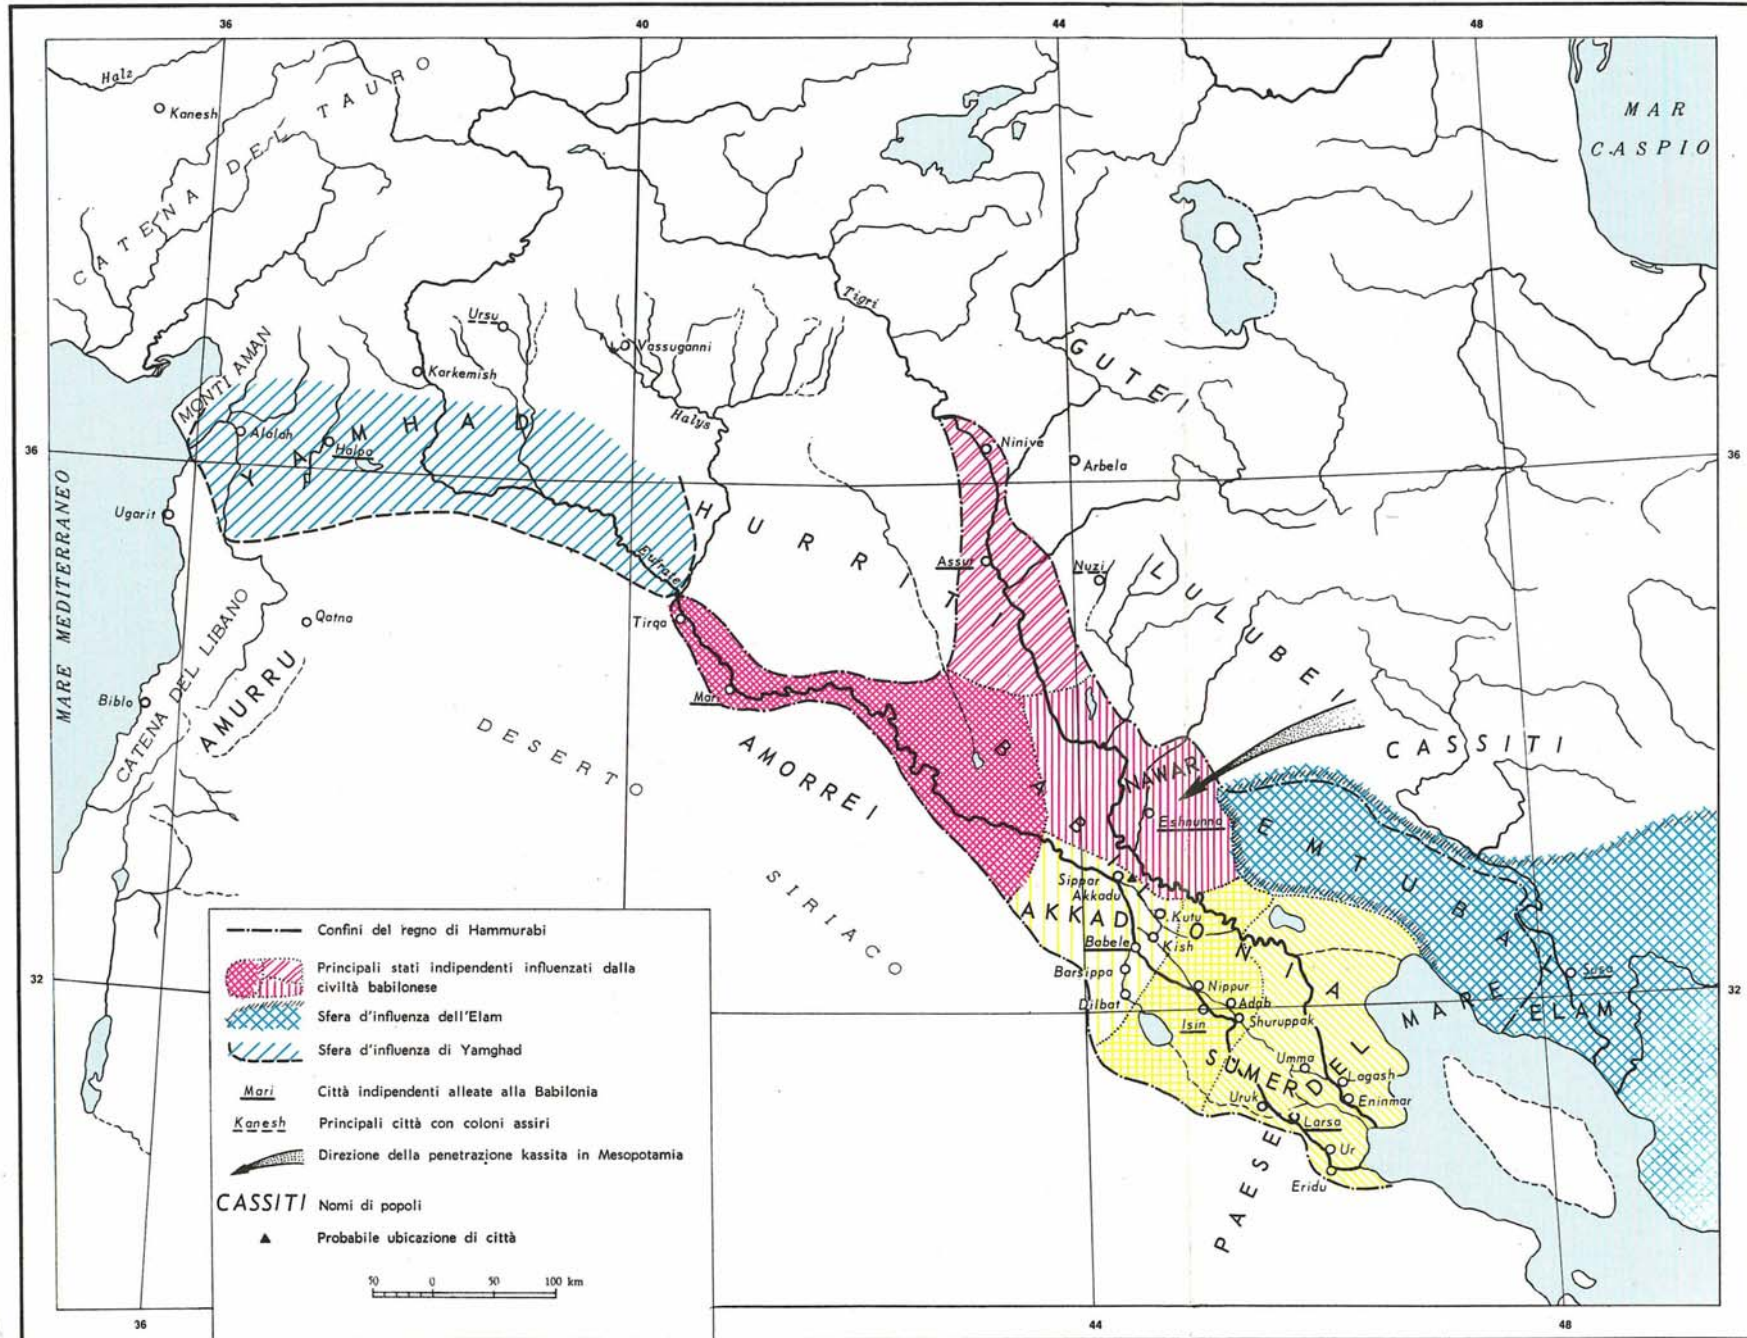 36
40
44
48
Halz
Kanesh
CATENA DEL TAURO
MAR
CASPIO
Tigri
Ursu
Vassuganni
GUTEI
MONTI AMAN
Karkemish
Halys
YAMHAD
Alalah
Halpa
Ninive
Arbela
36
36
MARE MEDITERRANEO
Ugarit
HURRITI
Eufrate
Assur
Nuzi
LULUBEI
Qatna
Tirqa
CATENA DEL LIBANO
AMURRU
Biblo
Mari
DESERTO
SIRIACO
AMORREI
BABILONIA
NAWAR
CASSITI
Eshnunna
EMTUBAL
Sippar
Akkadu
AKKAD
Kutu
Babele
Kish
Barsippa
Dilbat
Nippur
Adab
Isin
Shuruppak
SUMER
Umma
Lagash
Uruk
Eninmar
Larsa
Ur
Eridu
PAESE DEL MARE
Susa
ELAM
32
32
Confini del regno di Hammurabi
Principali stati indipendenti influenzati dalla
civiltà babilonese
Sfera d'influenza dell'Elam
Sfera d'influenza di Yamghad
Mari Città indipendenti alleate alla Babilonia
Kanesh Principali città con coloni assiri
Direzione della penetrazione kassita in Mesopotamia
CASSITI Nomi di popoli
Probabile ubicazione di città
50 0 50 100 km
36
44
48